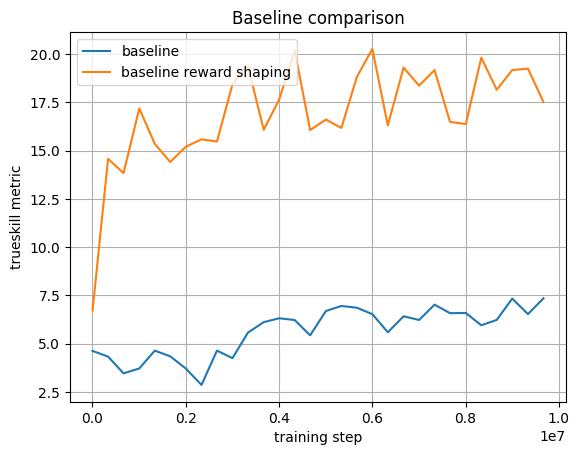 Baseline comparison
baseline
baseline reward shaping
trueskill metric
20.0
17.5
15.0
12.5
10.0
7.5
5.0
2.5
0.0 0.2 0.4 0.6 0.8 1.0
1e7
training step